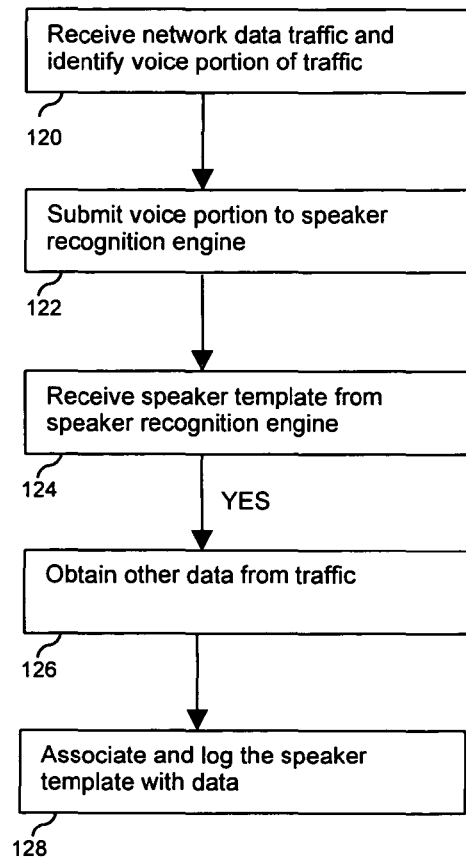 Receive network data traffic and
identify voice portion of traffic
120
Submit voice portion to speaker
recognition engine
122
Receive speaker template from
speaker recognition engine
124
YES
Obtain other data from traffic
126
Associate and log the speaker
template with data
128